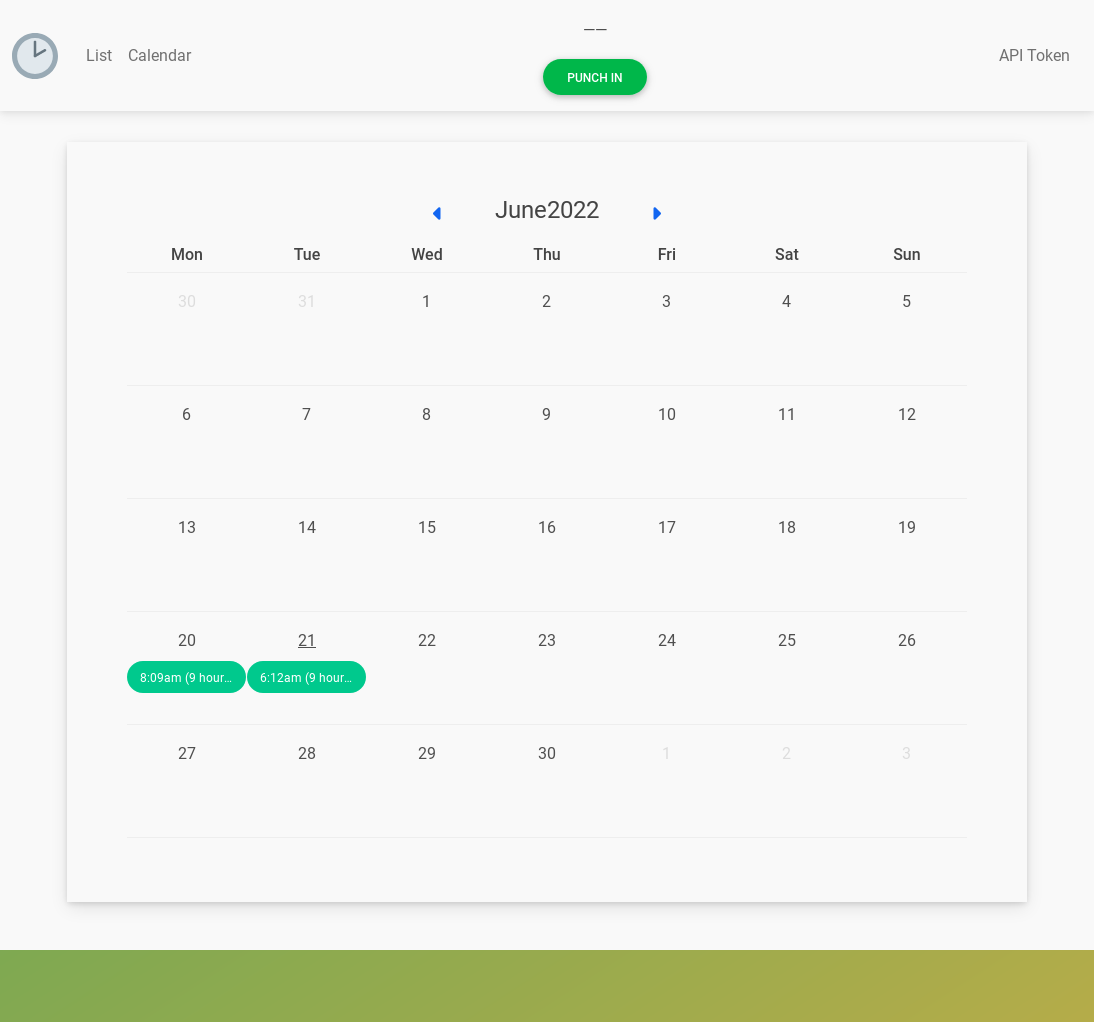 ——
List Calendar
API Token
PUNCH IN
June2022
Mon Tue Wed Thu Fri Sat Sun
30 31 1 2 3 4 5
6 7 8 9 10 11 12
13 14 15 16 17 18 19
20 21 22 23 24 25 26
8:09am (9 hour… 6:12am (9 hour…
27 28 29 30 1 2 3